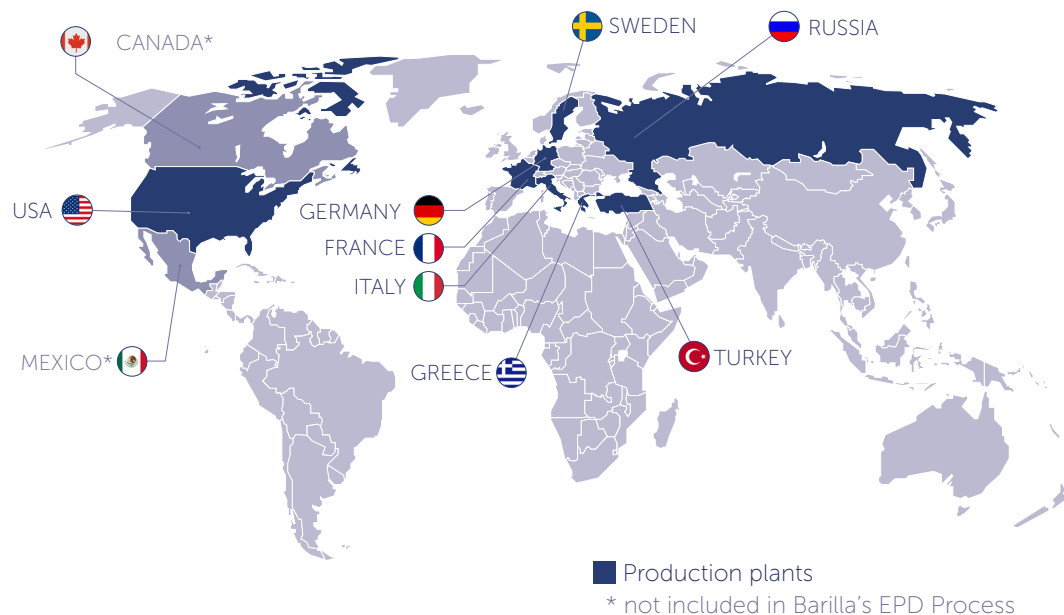 SWEDEN
RUSSIA
CANADA*
USA
GERMANY
FRANCE
ITALY
MEXICO*
GREECE
TURKEY
Production plants
* not included in Barilla's EPD Process